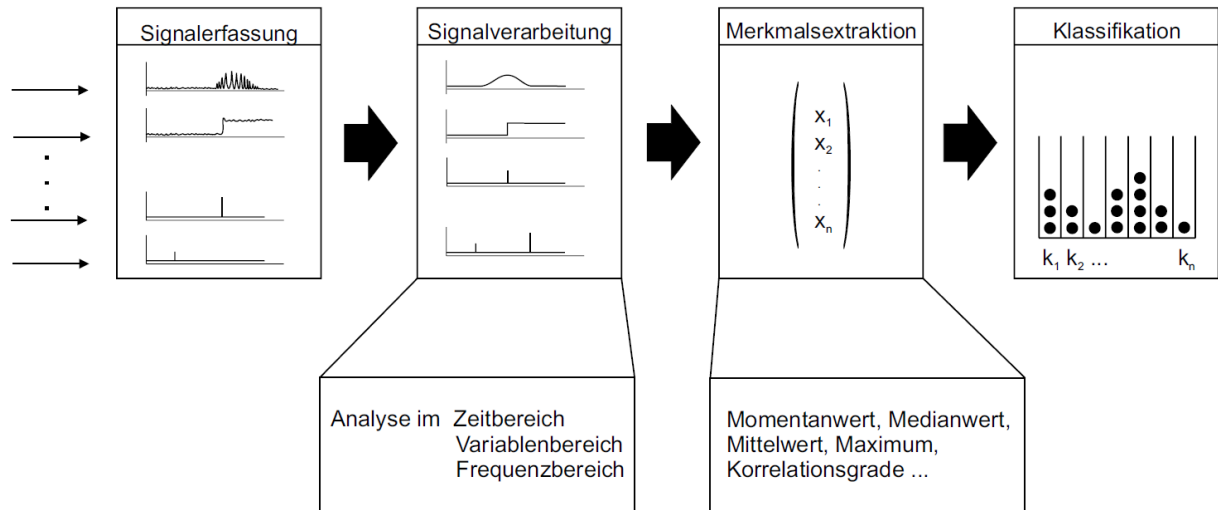 Signalerfassung
Signalverarbeitung
Merkmalsextraktion
Klassifikation
x1
x2
.
.
.
xn
k1 k2 ... kn
Analyse im Zeitbereich
Variablenbereich
Frequenzbereich
Momentanwert, Medianwert,
Mittelwert, Maximum,
Korrelationsgrade ...